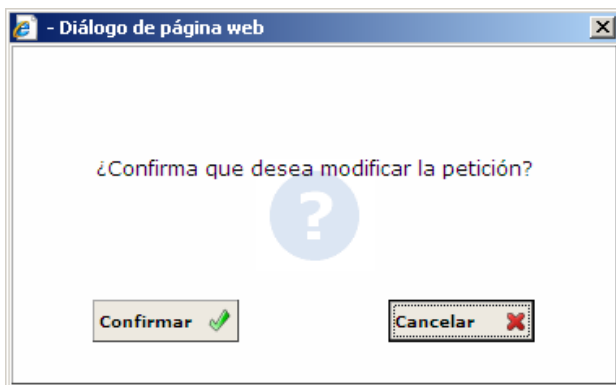 - Diálogo de página web
¿Confirma que desea modificar la petición?
?
Confirmar
Cancelar